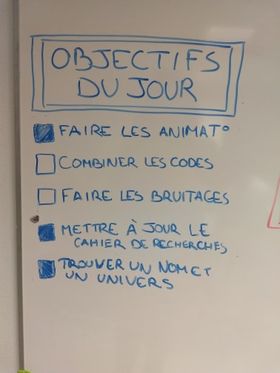 OBJECTIFS
DU JOUR
FAIRE LES ANIMAT°
COMBINER LES CODES
FAIRE LES BRUITAGES
METTRE À JOUR LE
CAHIER DE RECHERCHES
TROUVER UN NOM ET
UN UNIVERS